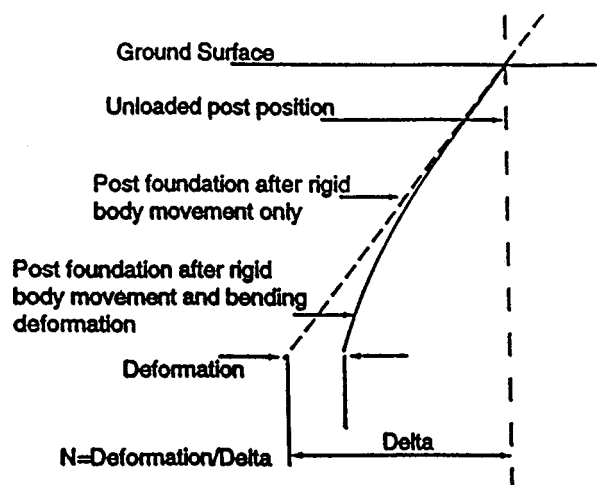 Ground Surface
Unloaded post position
Post foundation after rigid
body movement only
Post foundation after rigid
body movement and bending
deformation
Deformation
Delta
N=Deformation/Delta